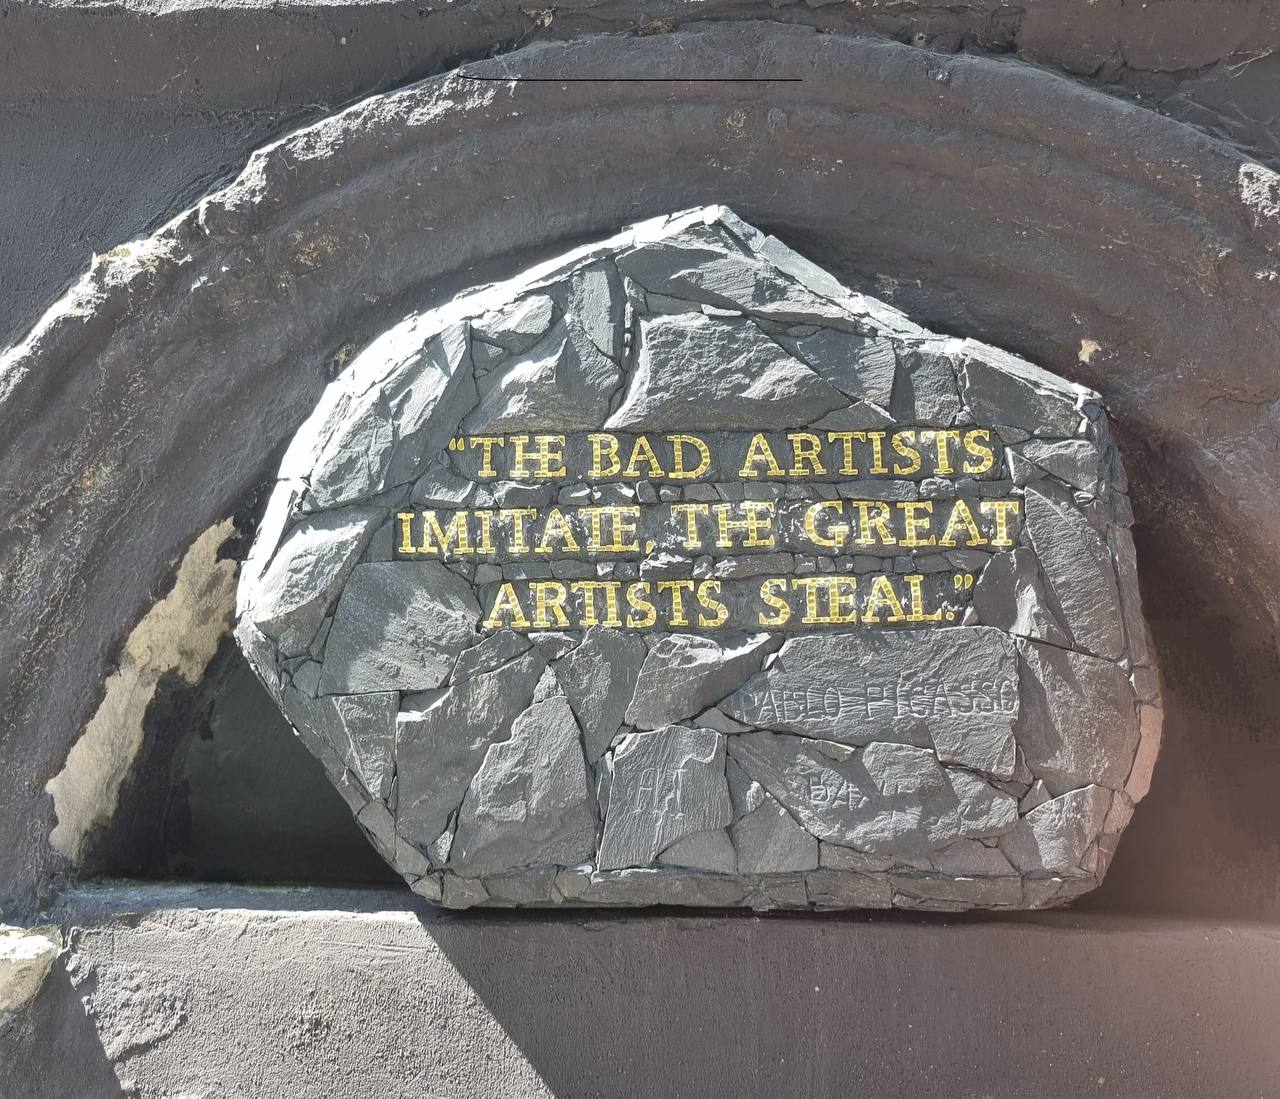 “THE BAD ARTISTS
IMITATE, THE GREAT
ARTISTS STEAL.”
PABLO PICASSO